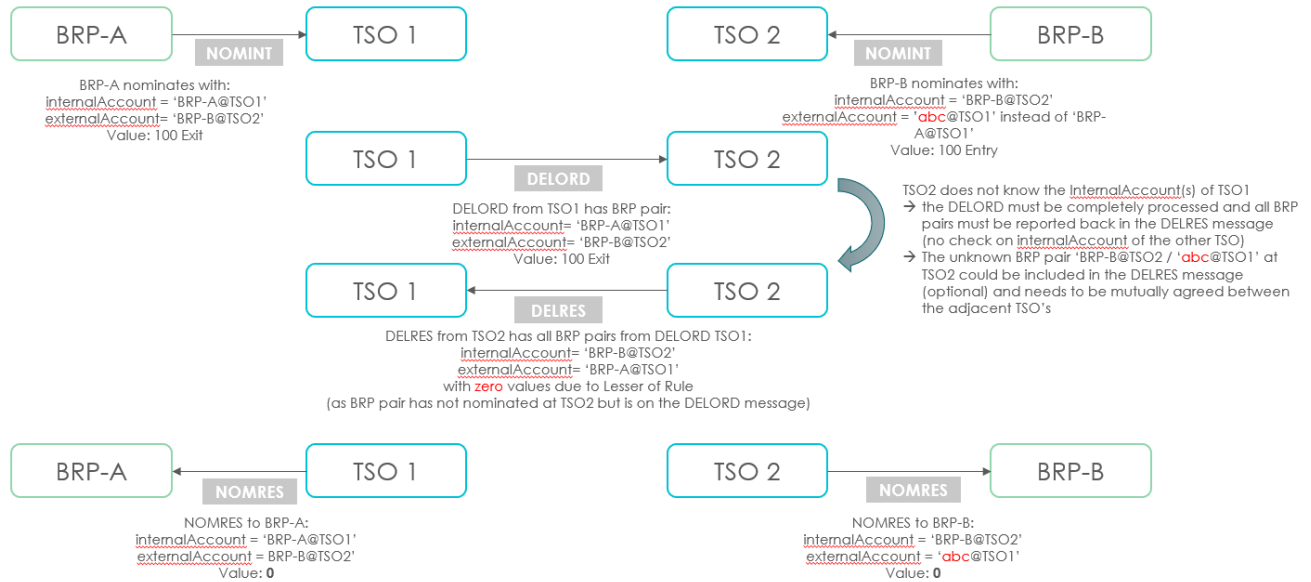 BRP-A
TSO 1
TSO 2
BRP-B
NOMINT
NOMINT
BRP-A nominates with:
internalAccount = ‘BRP-A@TSO1’
externalAccount= ‘BRP-B@TSO2’
Value: 100 Exit
BRP-B nominates with:
internalAccount = ‘BRP-B@TSO2’
externalAccount = ’abc@TSO1’ instead of ‘BRP-
A@TSO1’
Value: 100 Entry
TSO 1
TSO 2
DELORD
DELORD from TSO1 has BRP pair:
internalAccount= ‘BRP-A@TSO1’
externalAccount= ‘BRP-B@TSO2’
Value: 100 Exit
TSO2 does not know the InternalAccount(s) of TSO1
→ the DELORD must be completely processed and all BRP
pairs must be reported back in the DELRES message
(no check on internalAccount of the other TSO)
→ The unknown BRP pair ‘BRP-B@TSO2 / ‘abc@TSO1’ at
TSO2 could be included in the DELRES message
(optional) and needs to be mutually agreed between
the adjacent TSO’s
TSO 1
TSO 2
DELRES
DELRES from TSO2 has all BRP pairs from DELORD TSO1:
internalAccount= ‘BRP-B@TSO2’
externalAccount= ‘BRP-A@TSO1’
with zero values due to Lesser of Rule
(as BRP pair has not nominated at TSO2 but is on the DELORD message)
BRP-A
TSO 1
TSO 2
BRP-B
NOMRES
NOMRES
NOMRES to BRP-A:
internalAccount = ‘BRP-A@TSO1’
externalAccount = BRP-B@TSO2’
Value: 0
NOMRES to BRP-B:
internalAccount = ‘BRP-B@TSO2’
externalAccount = ‘abc@TSO1’
Value: 0